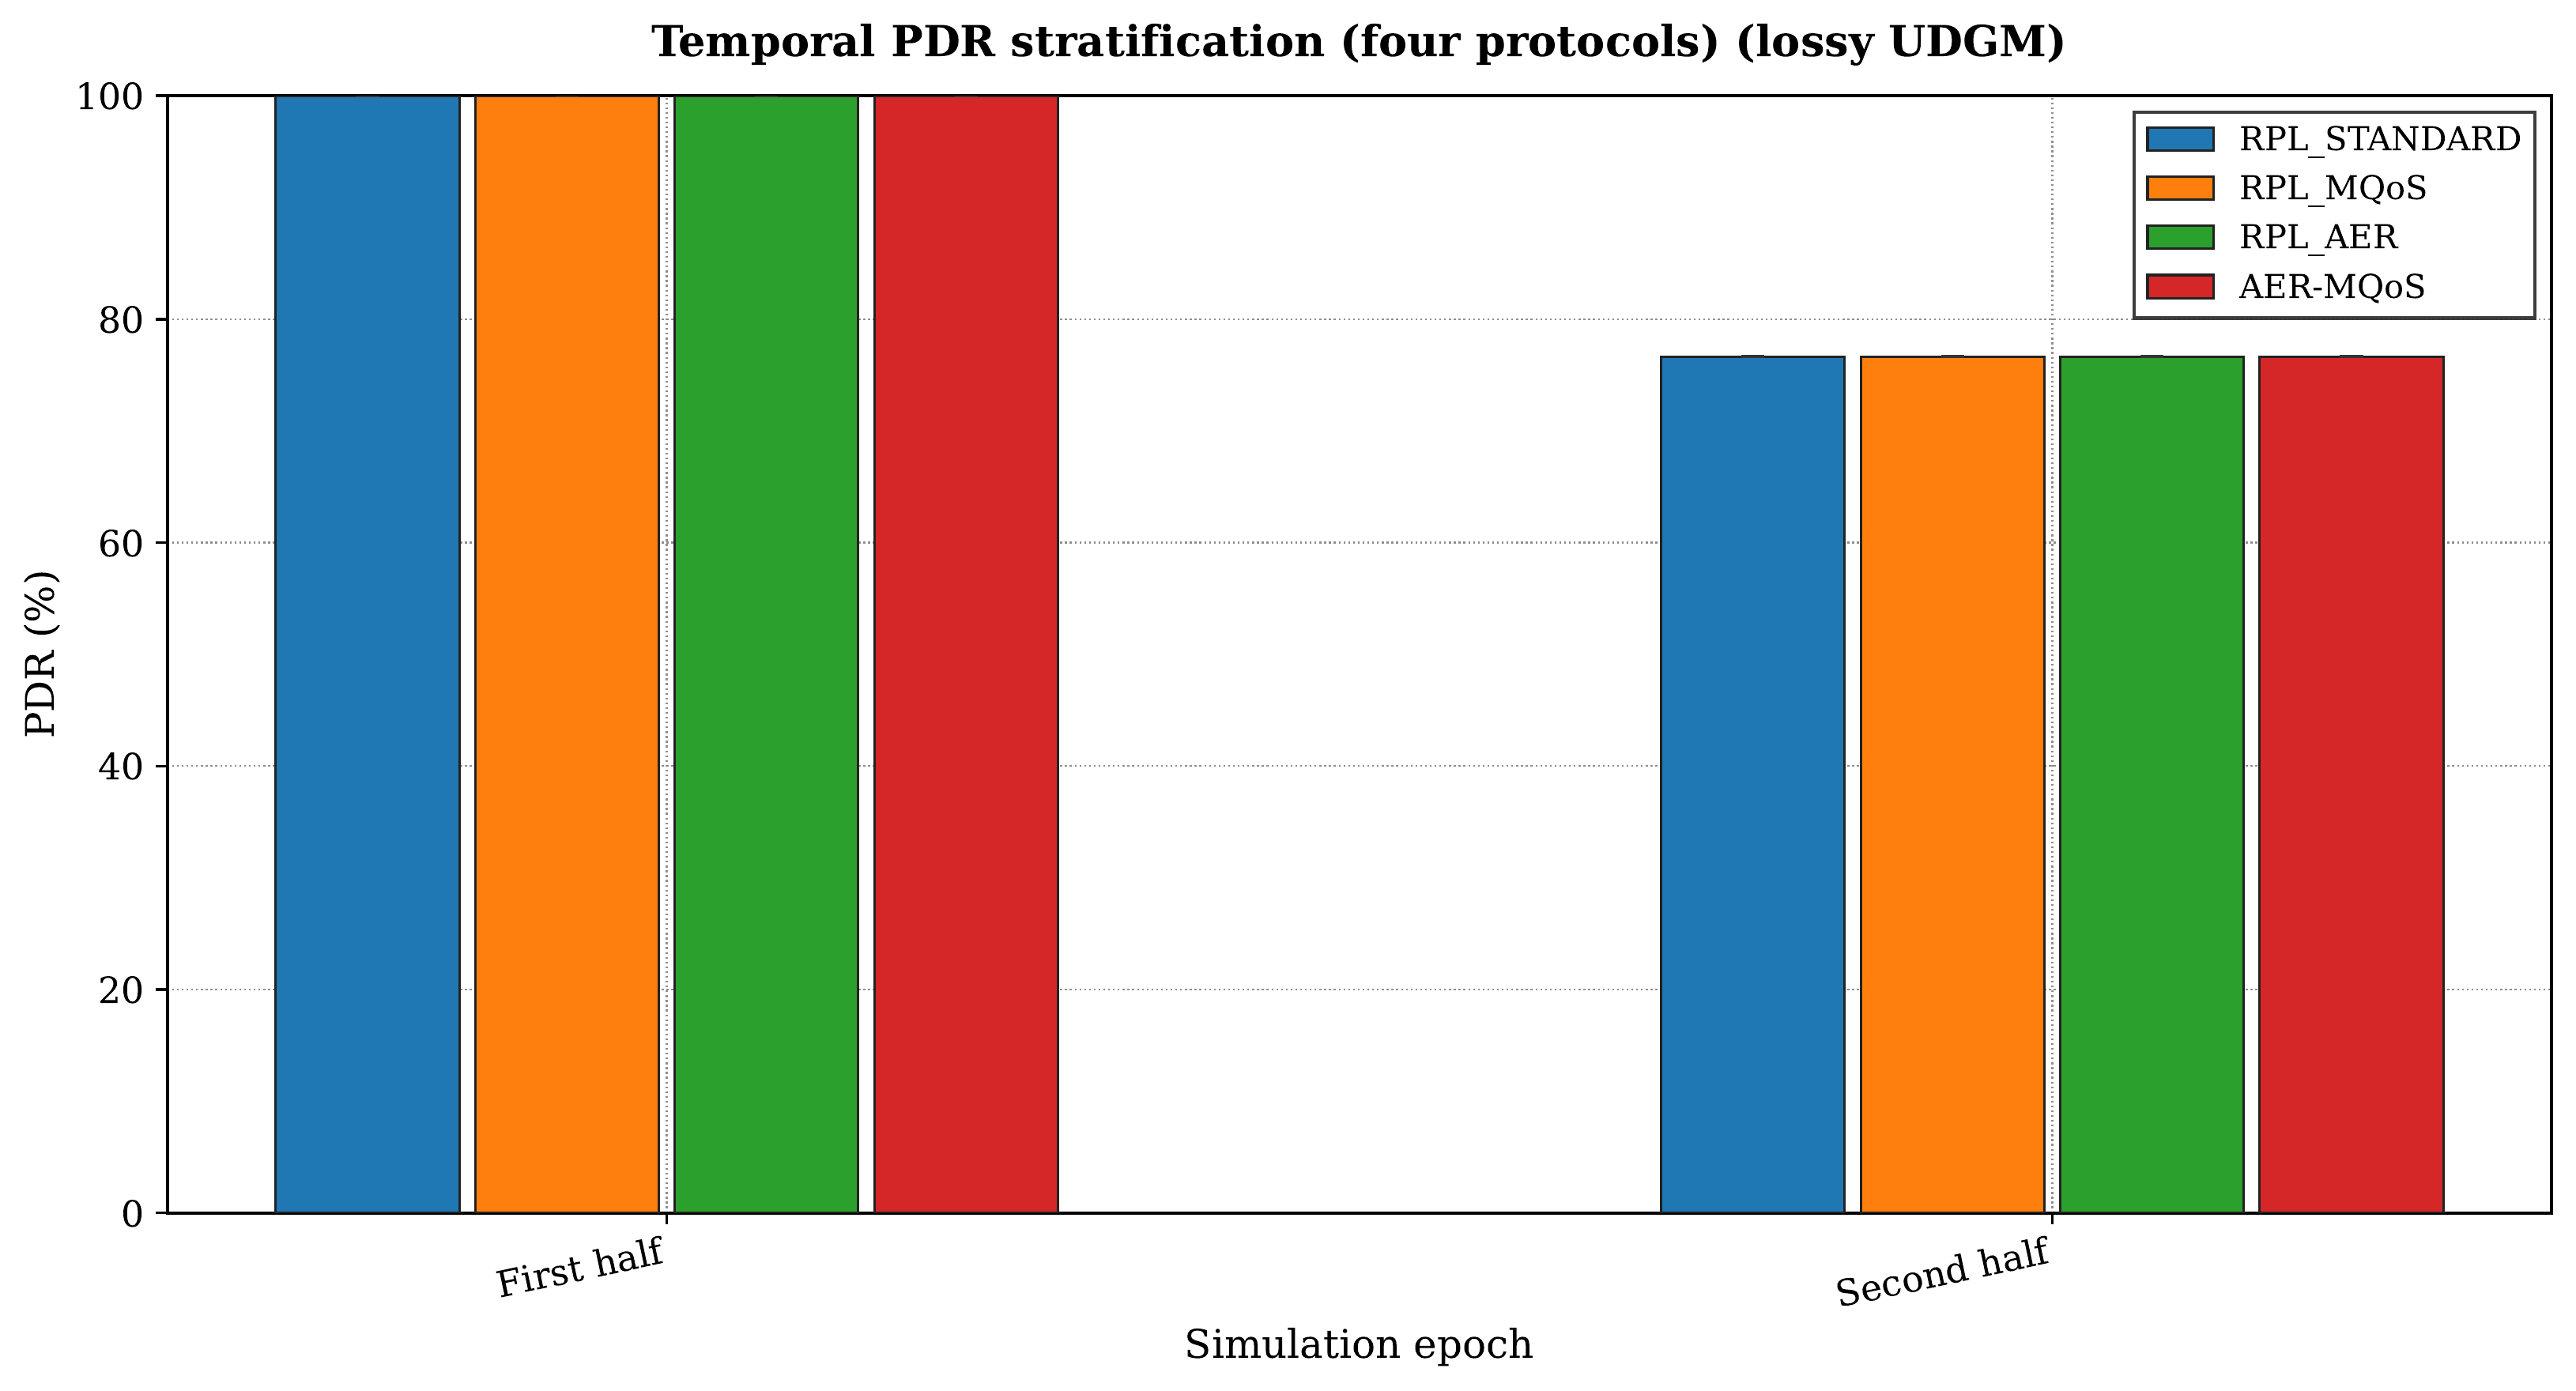 Temporal PDR stratification (four protocols) (lossy UDGM)
100
80
60
40
20
0
PDR (%)
RPL_STANDARD
RPL_MQoS
RPL_AER
AER-MQoS
First half
Second half
Simulation epoch